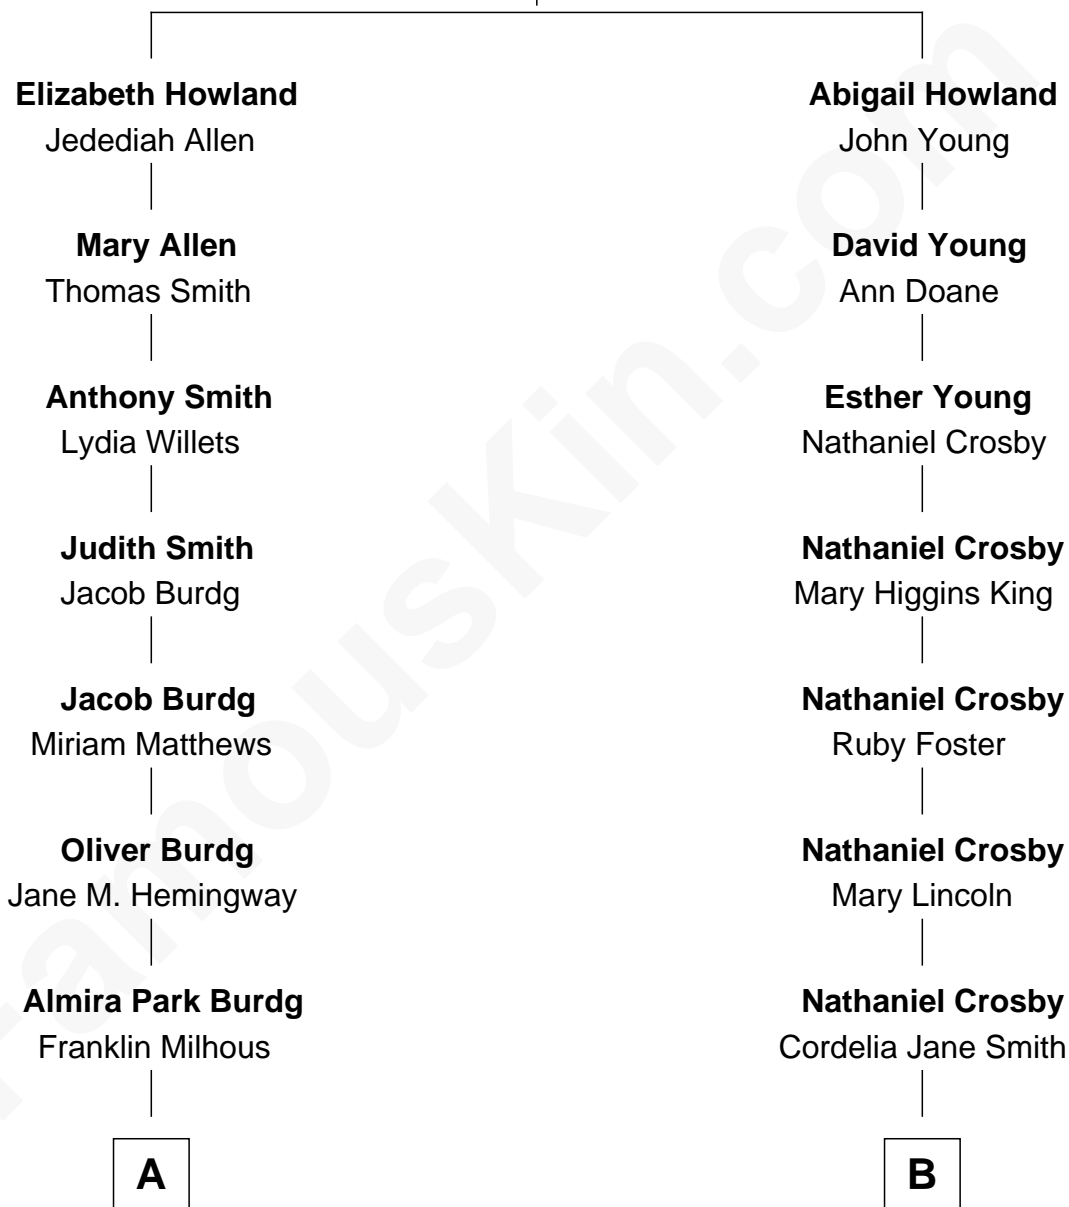 Elizabeth Howland
Jedediah Allen
Mary Allen
Thomas Smith
Anthony Smith
Lydia Willets
Judith Smith
Jacob Burdg
Jacob Burdg
Miriam Matthews
Oliver Burdg
Jane M. Hemingway
Almira Park Burdg
Franklin Milhous
A
Abigail Howland
John Young
David Young
Ann Doane
Esther Young
Nathaniel Crosby
Nathaniel Crosby
Mary Higgins King
Nathaniel Crosby
Ruby Foster
Nathaniel Crosby
Mary Lincoln
Nathaniel Crosby
Cordelia Jane Smith
B
FamousKin.com